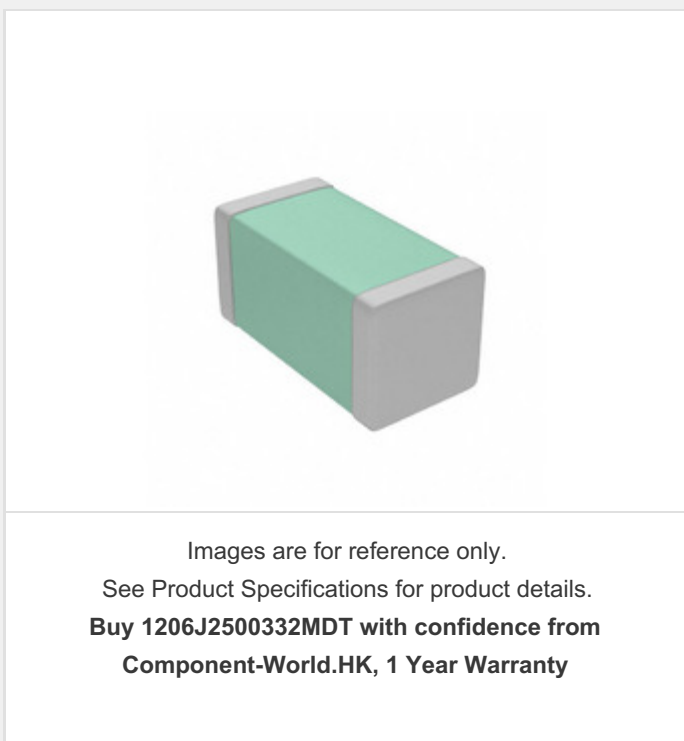 Images are for reference only.
See Product Specifications for product details.
Buy 1206J2500332MDT with confidence from
Component-World.HK, 1 Year Warranty